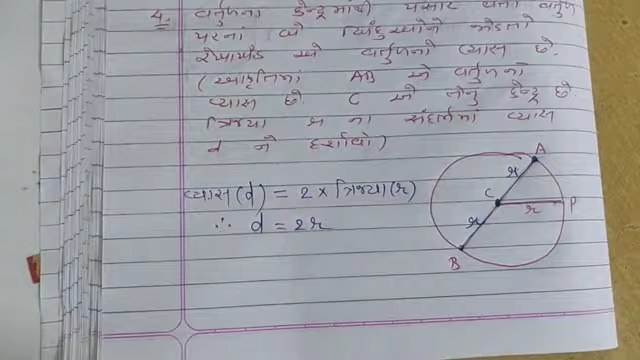 4. વર્તુળના કેન્દ્રમાંથી પસાર થતા વર્તુળ
પરના બે બિંદુઓને જોડતો
રેખાખંડ એ વર્તુળનો વ્યાસ છે.
(આકૃતિમાં AB એ વર્તુળનો
વ્યાસ છે. C એ તેનું કેન્દ્ર છે.
ત્રિજ્યા r ના સંદર્ભમાં વ્યાસ
d ને દર્શાવો)
વ્યાસ(d) = 2 × ત્રિજ્યા(r)
∴ d = 2r
A
r
C
r
P
r
B